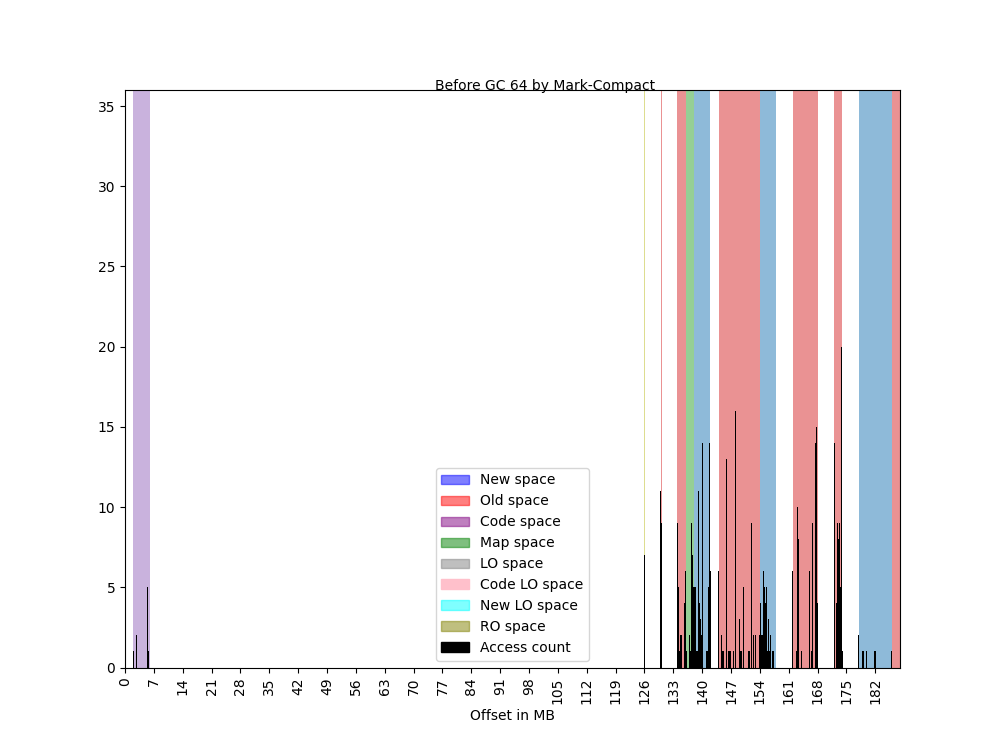 Before GC 64 by Mark-Compact
35
30
25
20
15
10
5
0
New space
Old space
Code space
Map space
LO space
Code LO space
New LO space
RO space
Access count
0 7 14 21 28 35 42 49 56 63 70 77 84 91 98 105 112 119 126 133 140 147 154 161 168 175 182
Offset in MB